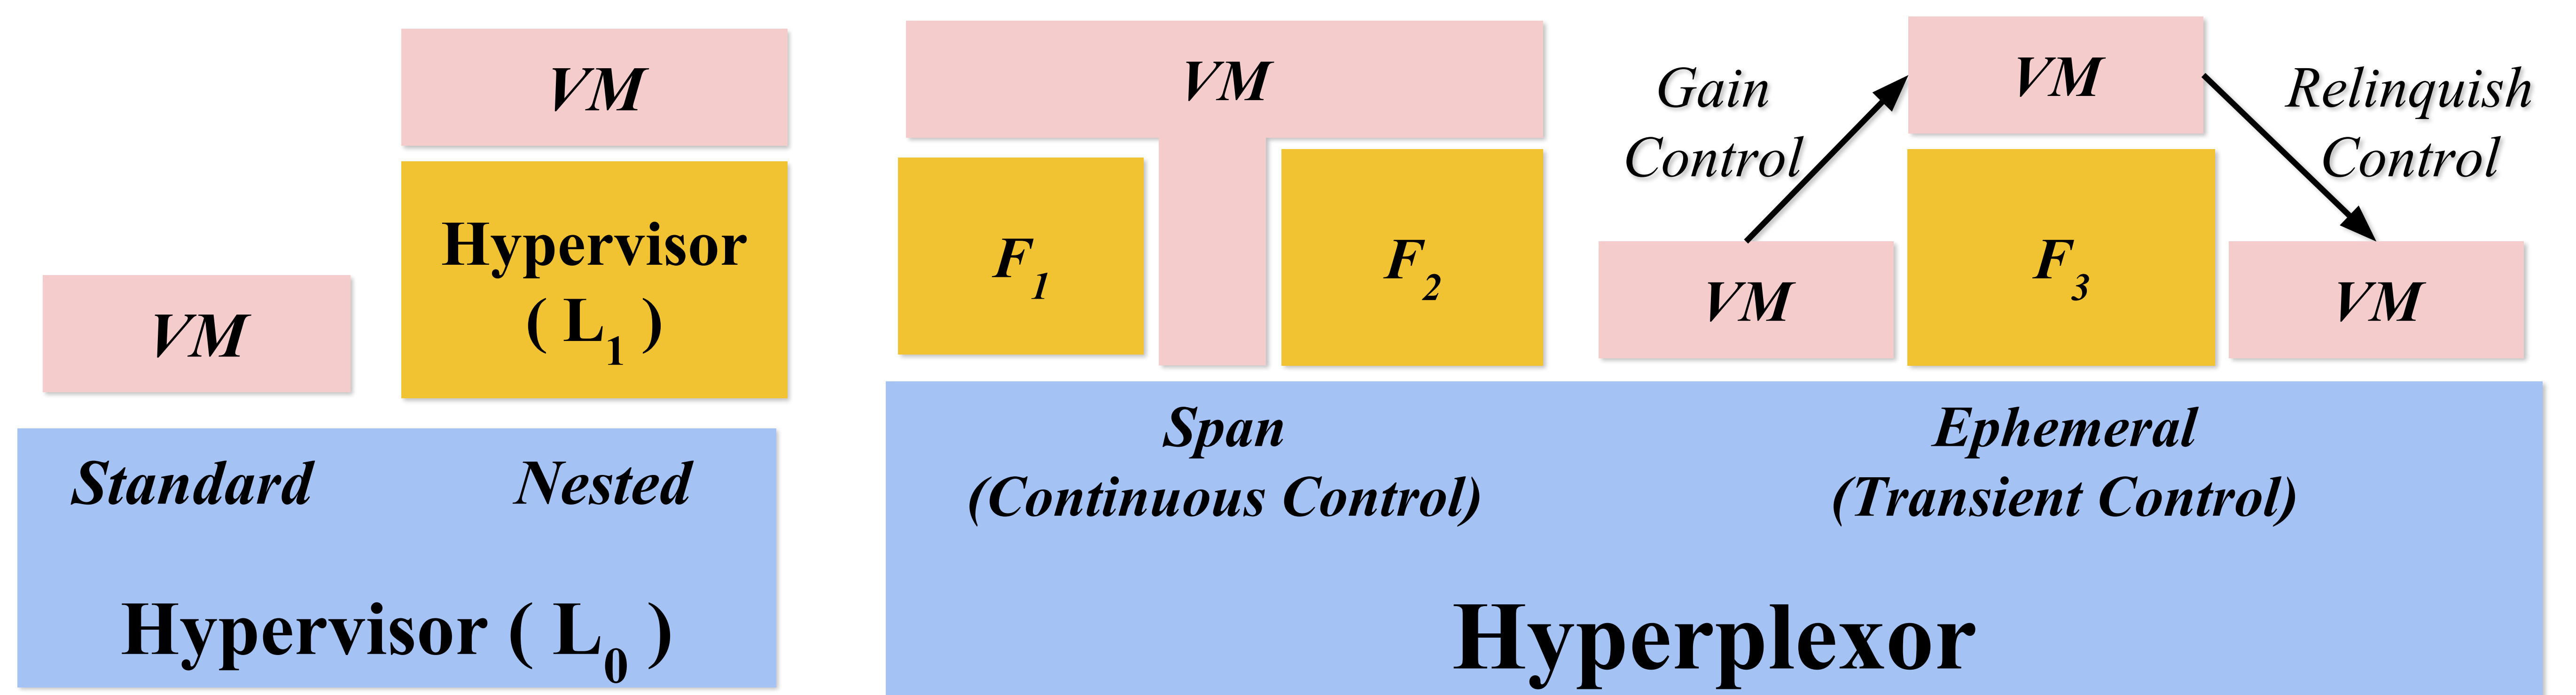 VM
VM
Hypervisor
( L1 )
Standard
Nested
Hypervisor ( L0 )
VM
F1
F2
Span
(Continuous Control)
Gain
Control
VM
VM
F3
Relinquish
Control
VM
Ephemeral
(Transient Control)
Hyperplexor